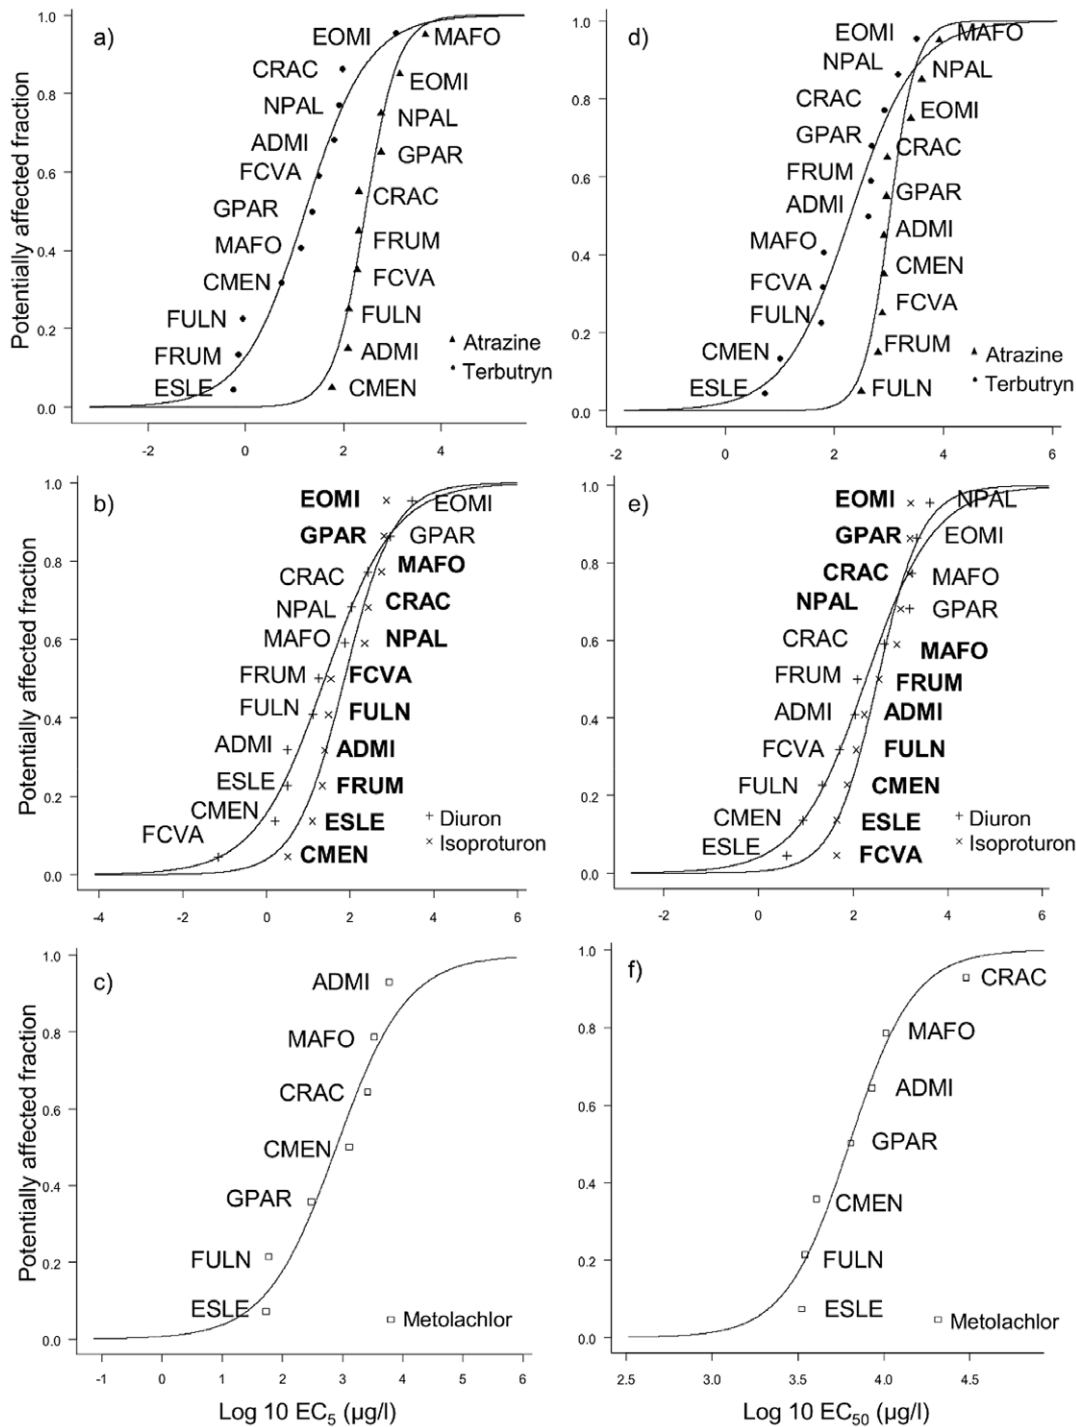 a)
Potentially affected fraction
1.0
0.8
0.6
0.4
0.2
0.0
EOMI
MAFO
CRAC
EOMI
NPAL
NPAL
ADMI
GPAR
FCVA
CRAC
GPAR
FRUM
MAFO
FCVA
CMEN
FULN
FULN
ADMI
FRUM
CMEN
ESLE
Atrazine
Terbutryn
-2 0 2 4
d)
1.0
0.8
0.6
0.4
0.2
0.0
EOMI
MAFO
NPAL
NPAL
CRAC
EOMI
GPAR
CRAC
FRUM
GPAR
ADMI
ADMI
MAFO
CMEN
FCVA
FCVA
FULN
FRUM
CMEN
FULN
ESLE
Atrazine
Terbutryn
-2 0 2 4 6
b)
Potentially affected fraction
1.0
0.8
0.6
0.4
0.2
0.0
EOMI
EOMI
GPAR
GPAR
CRAC
MAFO
NPAL
CRAC
MAFO
NPAL
FRUM
FCVA
FULN
FULN
ADMI
ADMI
ESLE
FRUM
CMEN
ESLE
FCVA
CMEN
Diuron
Isoproturon
-4 -2 0 2 4 6
e)
1.0
0.8
0.6
0.4
0.2
0.0
EOMI
NPAL
GPAR
EOMI
CRAC
MAFO
NPAL
GPAR
CRAC
MAFO
FRUM
FRUM
ADMI
ADMI
FCVA
FULN
FULN
CMEN
CMEN
ESLE
ESLE
FCVA
Diuron
Isoproturon
-2 0 2 4 6
c)
Potentially affected fraction
1.0
0.8
0.6
0.4
0.2
0.0
ADMI
MAFO
CRAC
CMEN
GPAR
FULN
ESLE
Metolachlor
-1 0 1 2 3 4 5 6
Log 10 EC5 (µg/l)
f)
1.0
0.8
0.6
0.4
0.2
0.0
CRAC
MAFO
ADMI
GPAR
CMEN
FULN
ESLE
Metolachlor
2.5 3.0 3.5 4.0 4.5
Log 10 EC50 (µg/l)